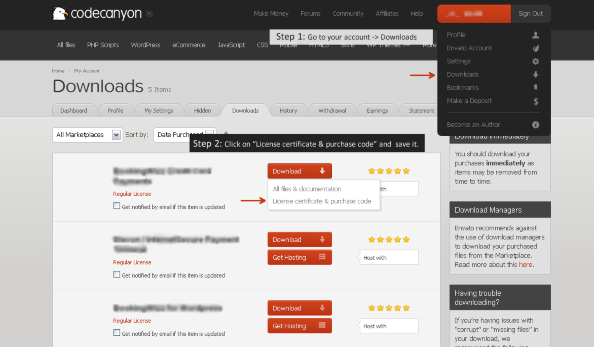 codecanyon
Make Money Forums Community Affiliates Help
Sign Out
Step 1: Go to your account -> Downloads
All files PHP Scripts WordPress eCommerce JavaScript CSS
Profile
Envato Account
Settings
Downloads
Bookmarks
Make a Deposit
Become an Author
Home My Account
Downloads 5 Items
Dashboard Profile My Settings Hidden Downloads History Withdrawal Earnings Statement
All Marketplaces Sort by: Date Purchased
Step 2: Click on "License certificate & purchase code" and save it.
Download
All files & documentation
License certificate & purchase code
Regular License
Get notified by email if this item is updated
Download
Get Hosting
Host with
Regular License
Get notified by email if this item is updated
Download
Get Hosting
Host with
Regular License
Get notified by email if this item is updated
Download Immediately
You should download your
purchases immediately as
items may be removed from
time to time.
Download Managers
Envato recommends against
the use of download managers
to download your purchased
files from the Marketplace.
Read more about this here.
Having trouble
downloading?
If you're having issues with
"corrupt" or "missing files" in
your download, we